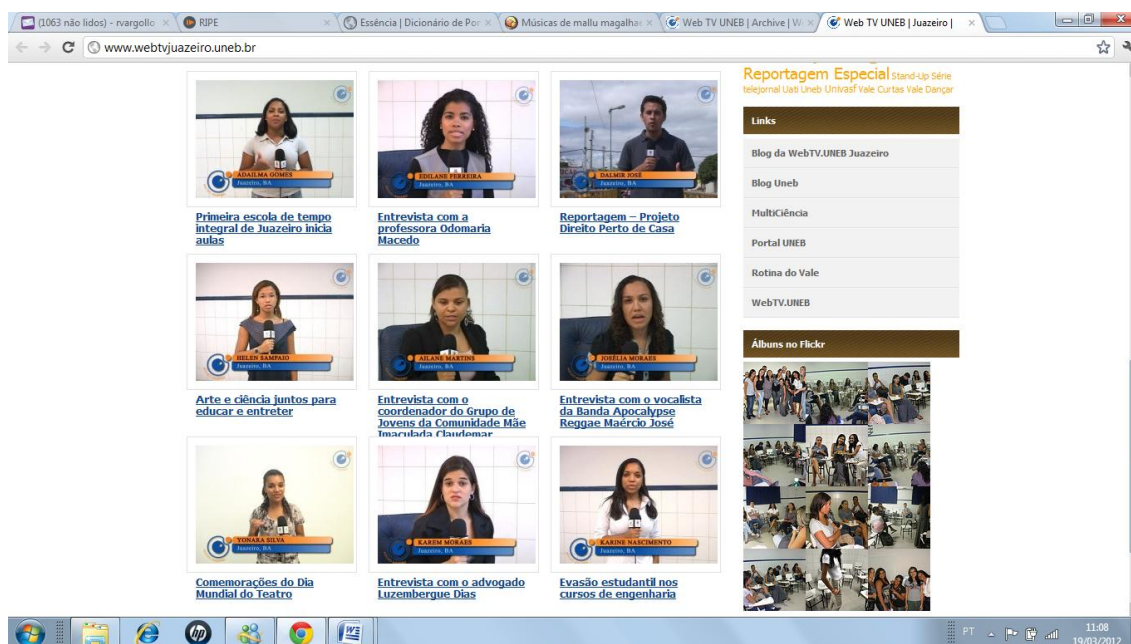 (1063 não lidos) - rvargollo
RIPE
Essência | Dicionário de Por
Músicas de mallu magalhae
Web TV UNEB | Archive | W
Web TV UNEB | Juazeiro |
www.webtvjuazeiro.uneb.br
Reportagem Especial Stand-Up Série
telejornal Uati Uneb Univasf Vale Curtas Vale Dançar
Links
Blog da WebTV.UNEB Juazeiro
Blog Uneb
MultiCiência
Portal UNEB
Rotina do Vale
WebTV.UNEB
Álbuns no Flickr
ADAILMA GOMES
Juazeiro, BA
EDILANE FERREIRA
Juazeiro, BA
DALMIR JOSÉ
Juazeiro, BA
Primeira escola de tempo
integral de Juazeiro inicia
aulas
Entrevista com a
professora Odomaria
Macedo
Reportagem – Projeto
Direito Perto de Casa
HELEN SAMPAIO
Juazeiro, BA
AILANE MARTINS
Juazeiro, BA
JOSÉLIA MORAES
Juazeiro, BA
Arte e ciência juntos para
educar e entreter
Entrevista com o
coordenador do Grupo de
Jovens da Comunidade Mãe
Imaculada Claudemar
Entrevista com o vocalista
da Banda Apocalypse
Reggae Maércio José
YONARA SILVA
Juazeiro, BA
KAREM MORAES
Juazeiro, BA
KARINE NASCIMENTO
Juazeiro, BA
Comemorações do Dia
Mundial do Teatro
Entrevista com o advogado
Luzembergue Dias
Evasão estudantil nos
cursos de engenharia
hp
PT
11:08
19/03/2012